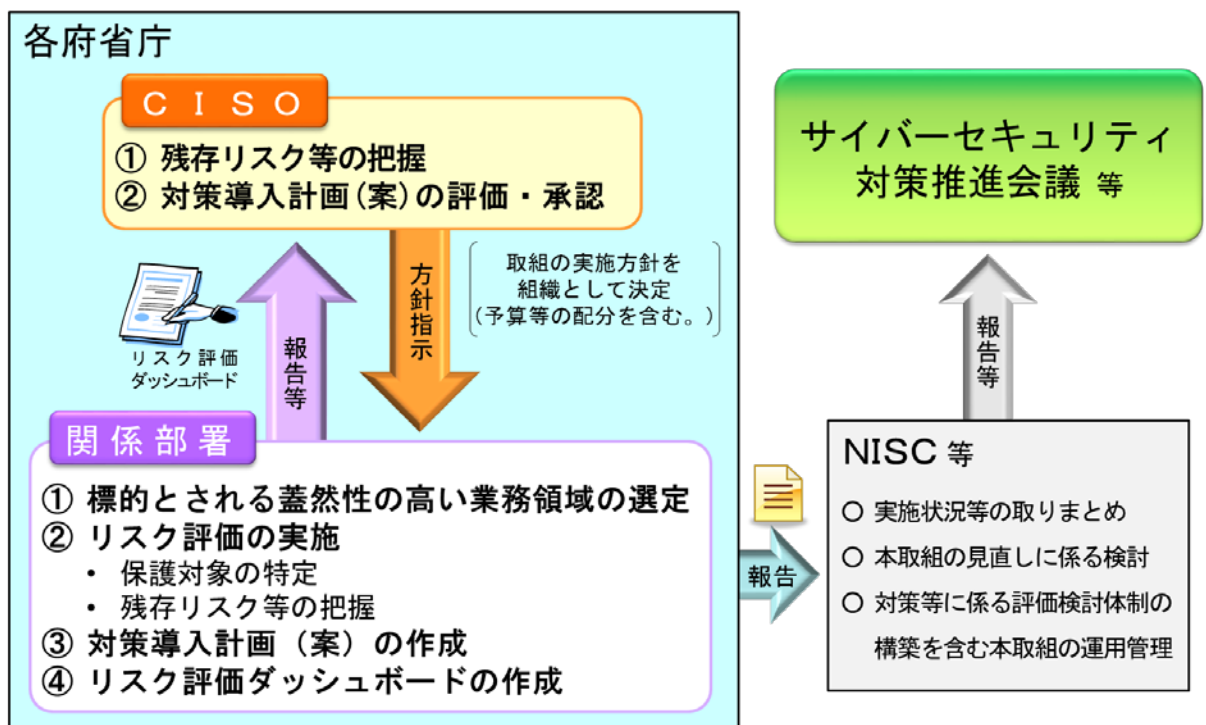 各府省庁
ＣＩＳＯ
① 残存リスク等の把握
② 対策導入計画(案)の評価・承認
リスク評価
ダッシュボード
報告等
方針指示
取組の実施方針を
組織として決定
(予算等の配分を含む。)
関係部署
① 標的とされる蓋然性の高い業務領域の選定
② リスク評価の実施
・ 保護対象の特定
・ 残存リスク等の把握
③ 対策導入計画（案）の作成
④ リスク評価ダッシュボードの作成
報告
サイバーセキュリティ
対策推進会議 等
報告等
NISC 等
○ 実施状況等の取りまとめ
○ 本取組の見直しに係る検討
○ 対策等に係る評価検討体制の
構築を含む本取組の運用管理